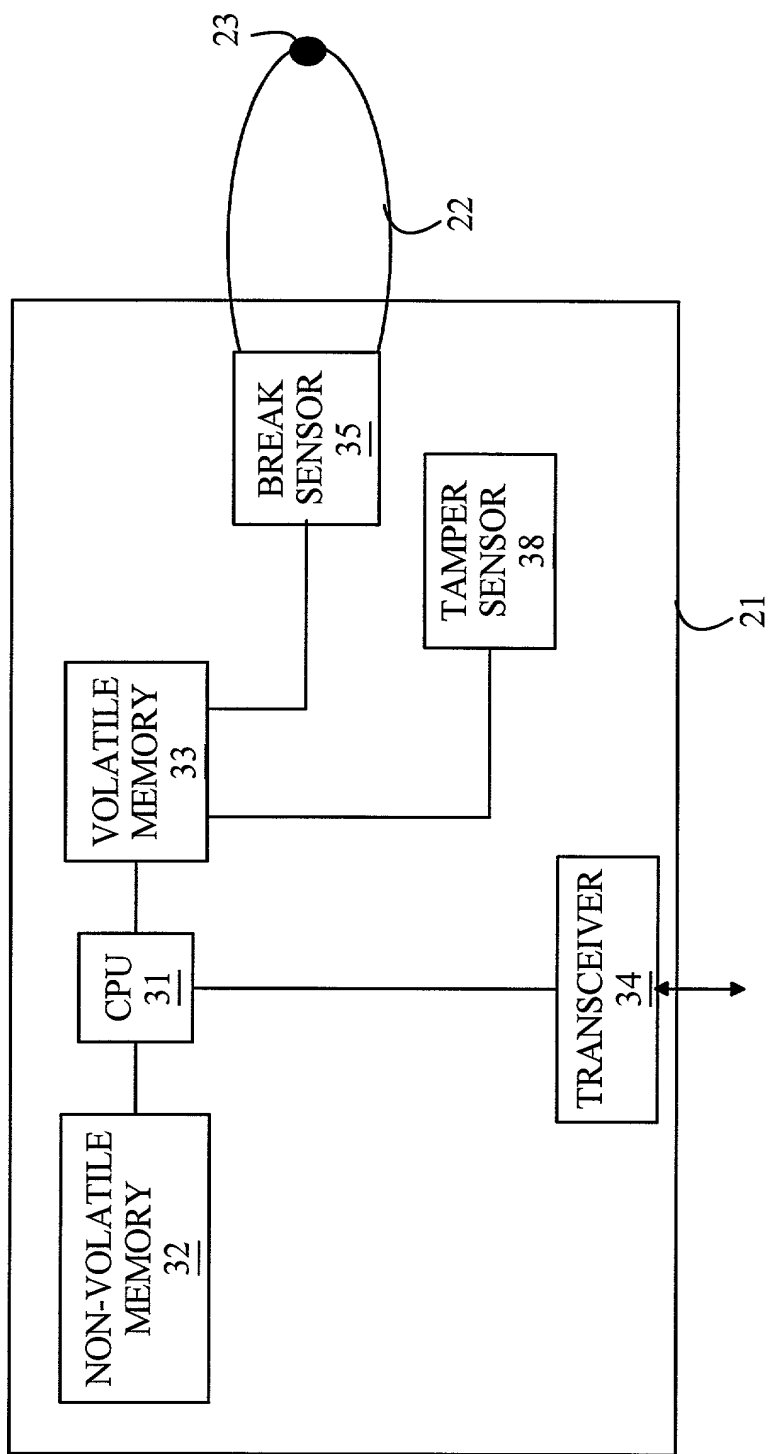 NON-VOLATILE
MEMORY
32
CPU
31
VOLATILE
MEMORY
33
BREAK
SENSOR
35
TAMPER
SENSOR
38
TRANSCEIVER
34
23
22
21